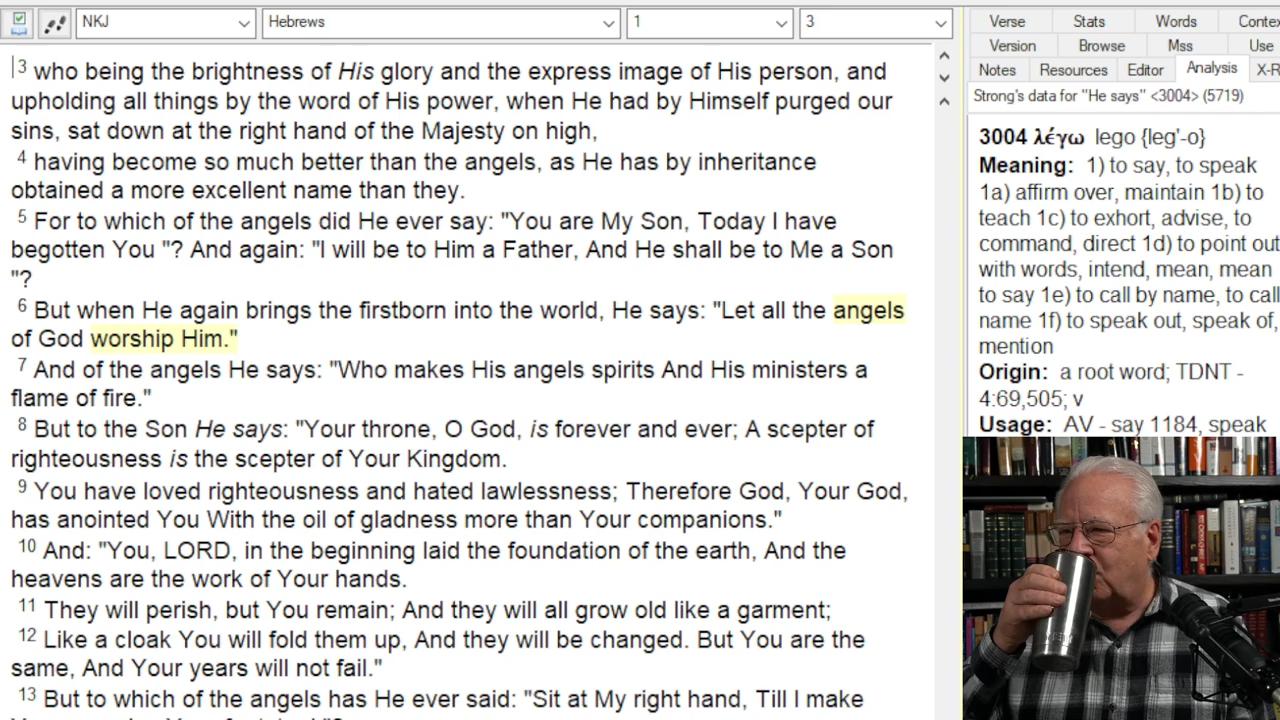 NKJ Hebrews 1 3
3 who being the brightness of His glory and the express image of His person, and
upholding all things by the word of His power, when He had by Himself purged our
sins, sat down at the right hand of the Majesty on high,
4 having become so much better than the angels, as He has by inheritance
obtained a more excellent name than they.
5 For to which of the angels did He ever say: "You are My Son, Today I have
begotten You "? And again: "I will be to Him a Father, And He shall be to Me a Son
"?
6 But when He again brings the firstborn into the world, He says: "Let all the angels
of God worship Him."
7 And of the angels He says: "Who makes His angels spirits And His ministers a
flame of fire."
8 But to the Son He says: "Your throne, O God, is forever and ever; A scepter of
righteousness is the scepter of Your Kingdom.
9 You have loved righteousness and hated lawlessness; Therefore God, Your God,
has anointed You With the oil of gladness more than Your companions."
10 And: "You, LORD, in the beginning laid the foundation of the earth, And the
heavens are the work of Your hands.
11 They will perish, but You remain; And they will all grow old like a garment;
12 Like a cloak You will fold them up, And they will be changed. But You are the
same, And Your years will not fail."
13 But to which of the angels has He ever said: "Sit at My right hand, Till I make
Verse Stats Words Contex
Version Browse Mss Use
Notes Resources Editor Analysis X-R
Strong's data for "He says" <3004> (5719)
3004 λέγω lego {leg'-o}
Meaning: 1) to say, to speak
1a) affirm over, maintain 1b) to
teach 1c) to exhort, advise, to
command, direct 1d) to point out
with words, intend, mean, mean
to say 1e) to call by name, to call
name 1f) to speak out, speak of,
mention
Origin: a root word; TDNT -
4:69,505; v
Usage: AV - say 1184, speak
YETI